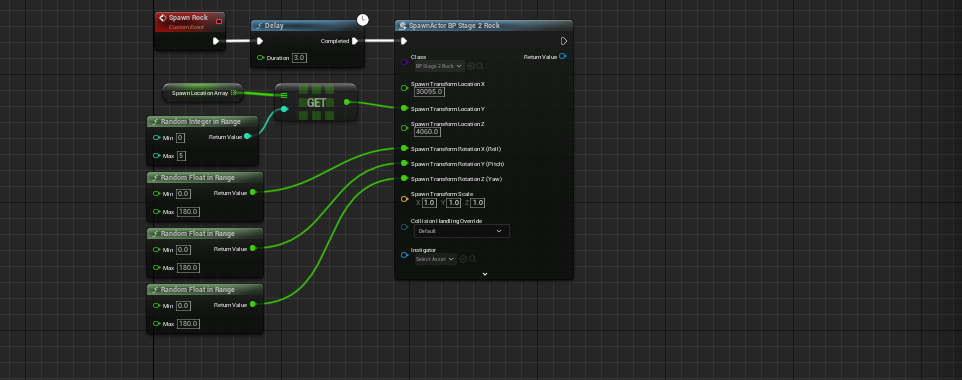 Spawn Rock
Custom Event
Delay
Completed
Duration 3.0
SpawnActor BP Stage 2 Rock
Class
Return Value
BP Stage 2 Rock
Spawn Transform Location X
30095.0
Spawn Transform Location Y
Spawn Transform Location Z
4060.0
Spawn Transform Rotation X (Roll)
Spawn Transform Rotation Y (Pitch)
Spawn Transform Rotation Z (Yaw)
Spawn Transform Scale
X 1.0 Y 1.0 Z 1.0
Collision Handling Override
Default
Instigator
Select Asset
Spawn Location Array
GET
Random Integer in Range
Min 0 Return Value
Max 5
Random Float in Range
Min 0.0 Return Value
Max 180.0
Random Float in Range
Min 0.0 Return Value
Max 180.0
Random Float in Range
Min 0.0 Return Value
Max 180.0